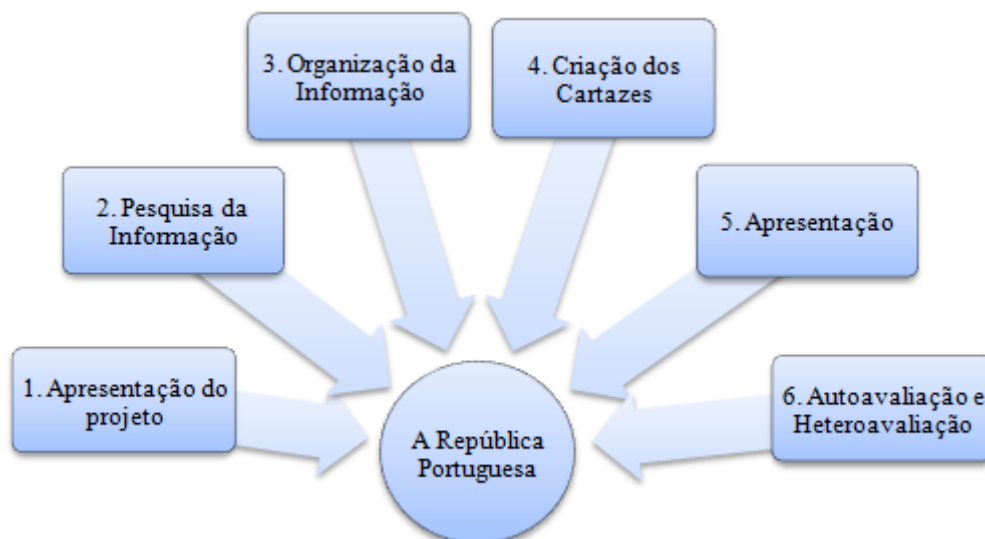 1. Apresentação do
projeto
2. Pesquisa da
Informação
3. Organização da
Informação
4. Criação dos
Cartazes
5. Apresentação
6. Autoavaliação e
Heteroavaliação
A República
Portuguesa